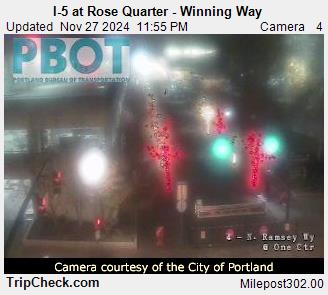 I-5 at Rose Quarter - Winning Way
Updated Nov 27 2024 11:55 PM Camera 4
PBOT
PORTLAND BUREAU OF TRANSPORTATION
4 - N. Ramsey Wy
@ One Ctr
Camera courtesy of the City of Portland
TripCheck.com Milepost302.00